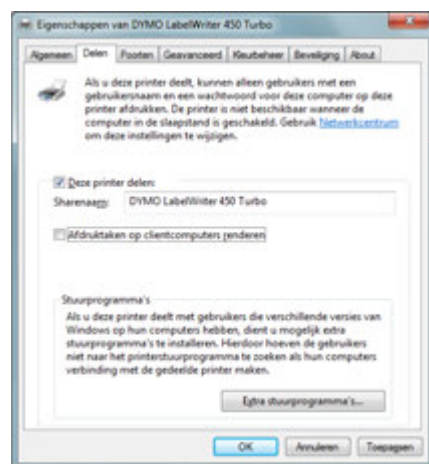 Eigenschappen van DYMO LabelWriter 450 Turbo
Algemeen Delen Poorten Geavanceerd Kleurbeheer Beveiliging About
Als u deze printer deelt, kunnen alleen gebruikers met een
gebruikersnaam en een wachtwoord voor deze computer op deze
printer afdrukken. De printer is niet beschikbaar wanneer de
computer in de slaapstand is geschakeld. Gebruik Netwerkcentrum
om deze instellingen te wijzigen.
Deze printer delen:
Sharenaam: DYMO LabelWriter 450 Turbo
Afdruktaken op clientcomputers renderen
Stuurprogramma's
Als u deze printer deelt met gebruikers die verschillende versies van
Windows op hun computers hebben, dient u mogelijk extra
stuurprogramma's te installeren. Hierdoor hoeven de gebruikers
niet naar het printerstuurprogramma te zoeken als hun computers
verbinding met de gedeelde printer maken.
Extra stuurprogramma's...
OK Annuleren Toepassen